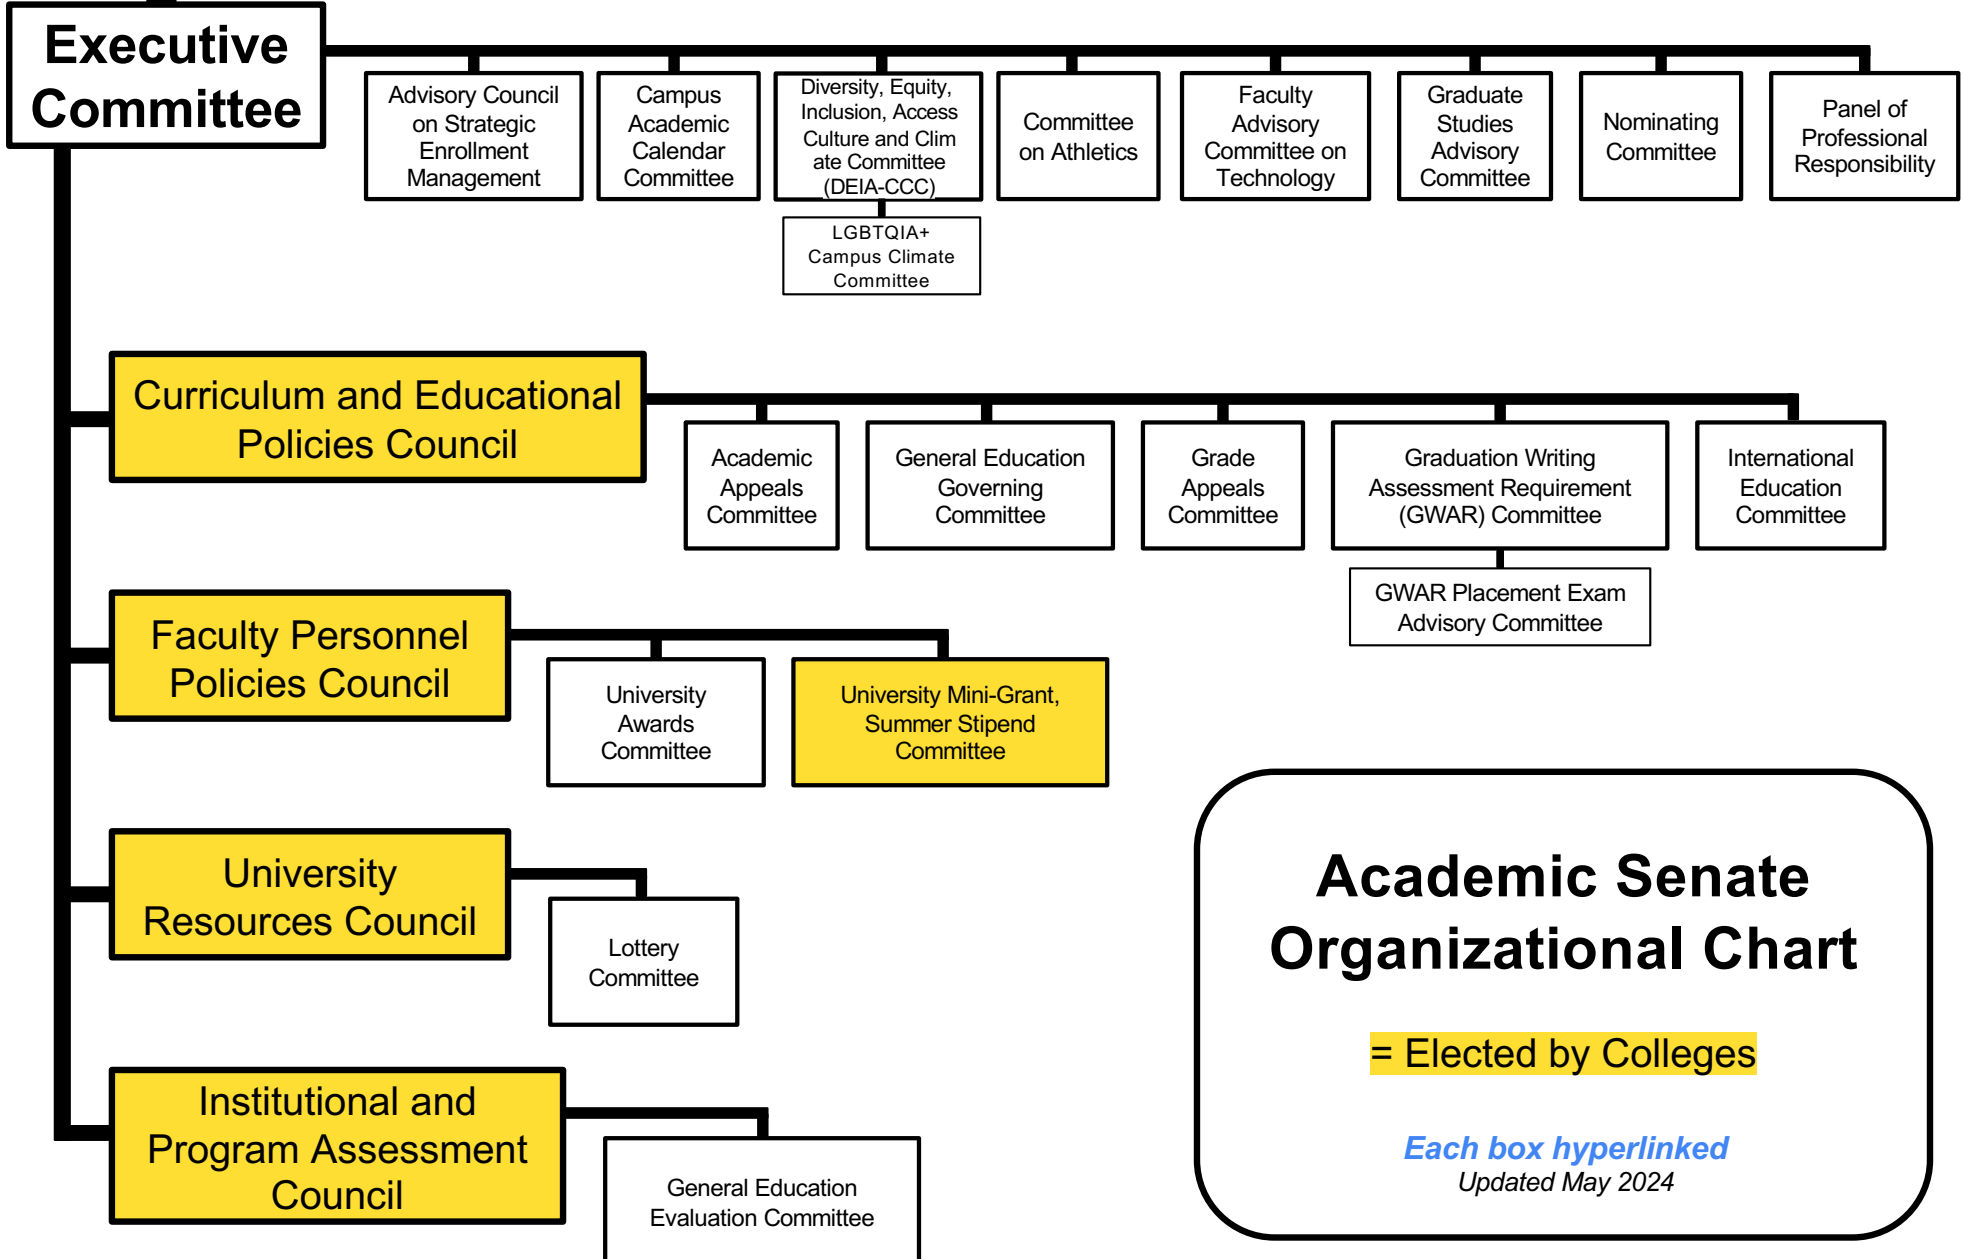 Executive
Committee
Advisory Council
on Strategic
Enrollment
Management
Campus
Academic
Calendar
Committee
Diversity, Equity,
Inclusion, Access
Culture and Clim
ate Committee
(DEIA-CCC)
LGBTQIA+
Campus Climate
Committee
Committee
on Athletics
Faculty
Advisory
Committee on
Technology
Graduate
Studies
Advisory
Committee
Nominating
Committee
Panel of
Professional
Responsibility
Curriculum and Educational
Policies Council
Academic
Appeals
Committee
General Education
Governing
Committee
Grade
Appeals
Committee
Graduation Writing
Assessment Requirement
(GWAR) Committee
GWAR Placement Exam
Advisory Committee
International
Education
Committee
Faculty Personnel
Policies Council
University
Awards
Committee
University Mini-Grant,
Summer Stipend
Committee
University
Resources Council
Lottery
Committee
Institutional and
Program Assessment
Council
General Education
Evaluation Committee
Academic Senate
Organizational Chart
= Elected by Colleges
Each box hyperlinked
Updated May 2024